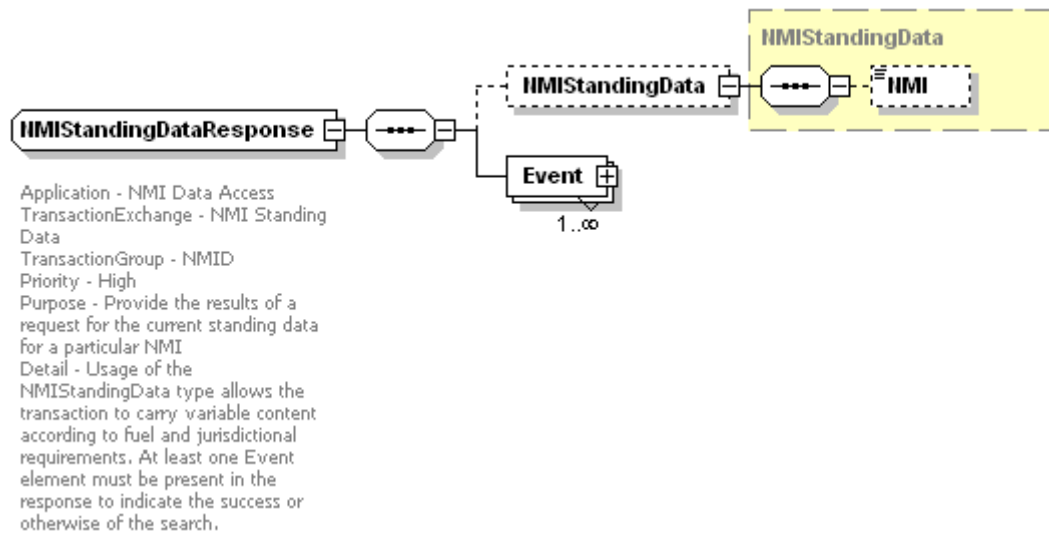 NMIStandingData
NMIStandingData
NMI
NMIStandingDataResponse
Event
1..∞
Application - NMI Data Access
TransactionExchange - NMI Standing
Data
TransactionGroup - NMID
Priority - High
Purpose - Provide the results of a
request for the current standing data
for a particular NMI
Detail - Usage of the
NMIStandingData type allows the
transaction to carry variable content
according to fuel and jurisdictional
requirements. At least one Event
element must be present in the
response to indicate the success or
otherwise of the search.